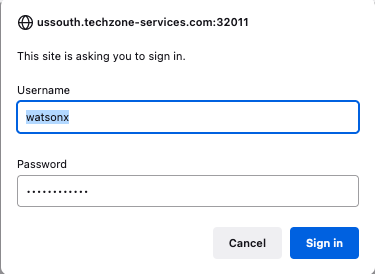 ussouth.techzone-services.com:32011
This site is asking you to sign in.
Username
watsonx
Password
••••••••••••
Cancel
Sign in